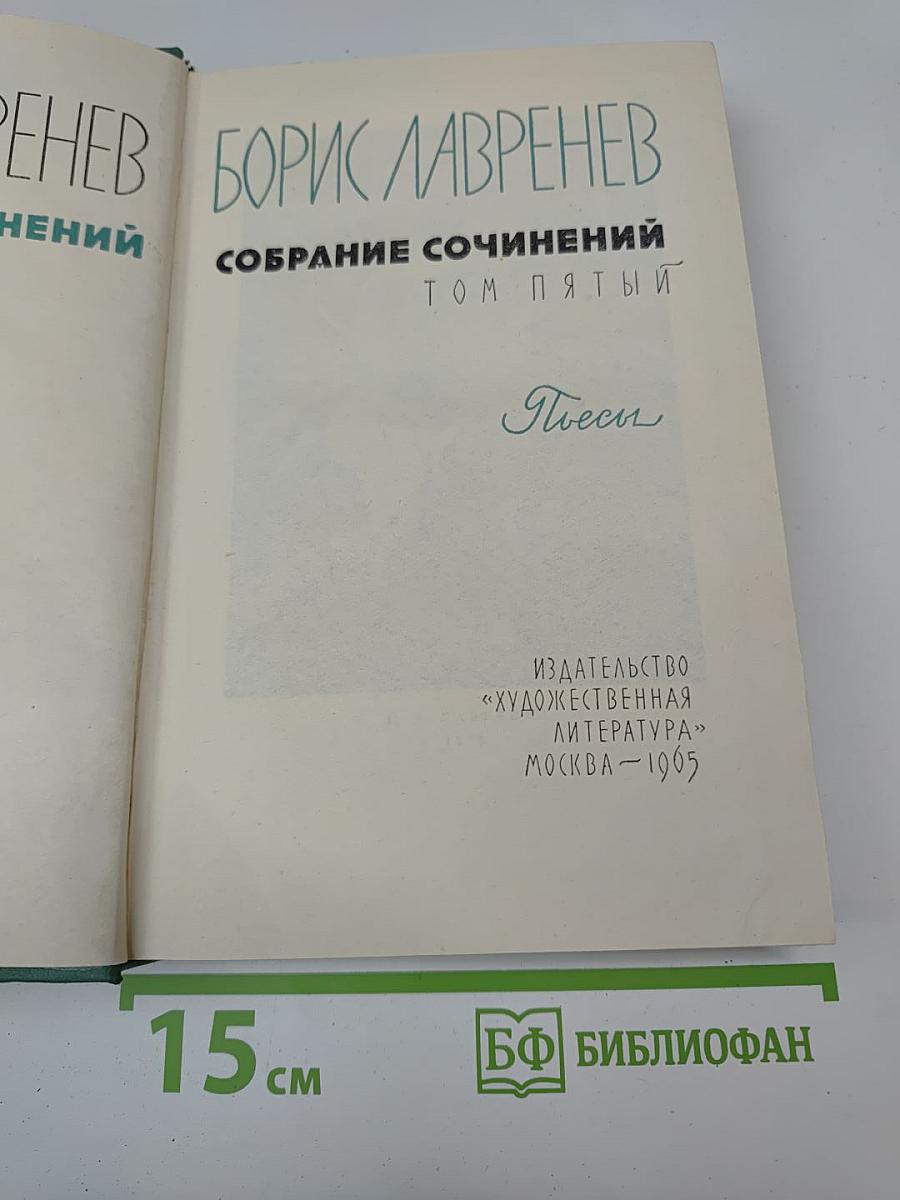 РЕНЕВ
НЕНИЙ
БОРИС ЛАВРЕНЕВ
СОБРАНИЕ СОЧИНЕНИЙ
ТОМ ПЯТЫЙ
Пьесы
ИЗДАТЕЛЬСТВО
«ХУДОЖЕСТВЕННАЯ
ЛИТЕРАТУРА»
МОСКВА — 1965
15 см
БФ БИБЛИОФАН